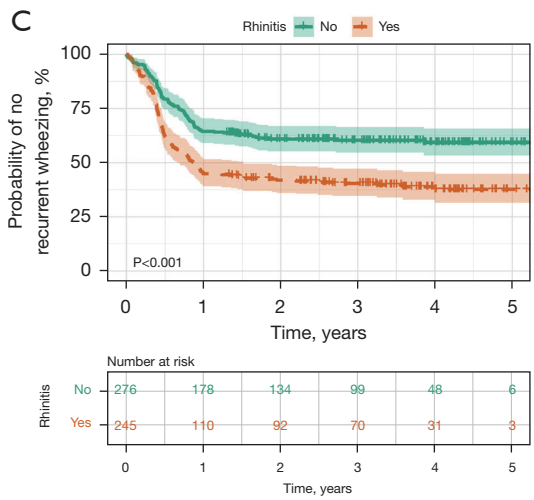 C
Rhinitis No Yes
Probability of no
recurrent wheezing, %
100
75
50
25
0
P<0.001
0 1 2 3 4 5
Time, years
Number at risk
Rhinitis
No 276 178 134 99 48 6
Yes 245 110 92 70 31 3
0 1 2 3 4 5
Time, years